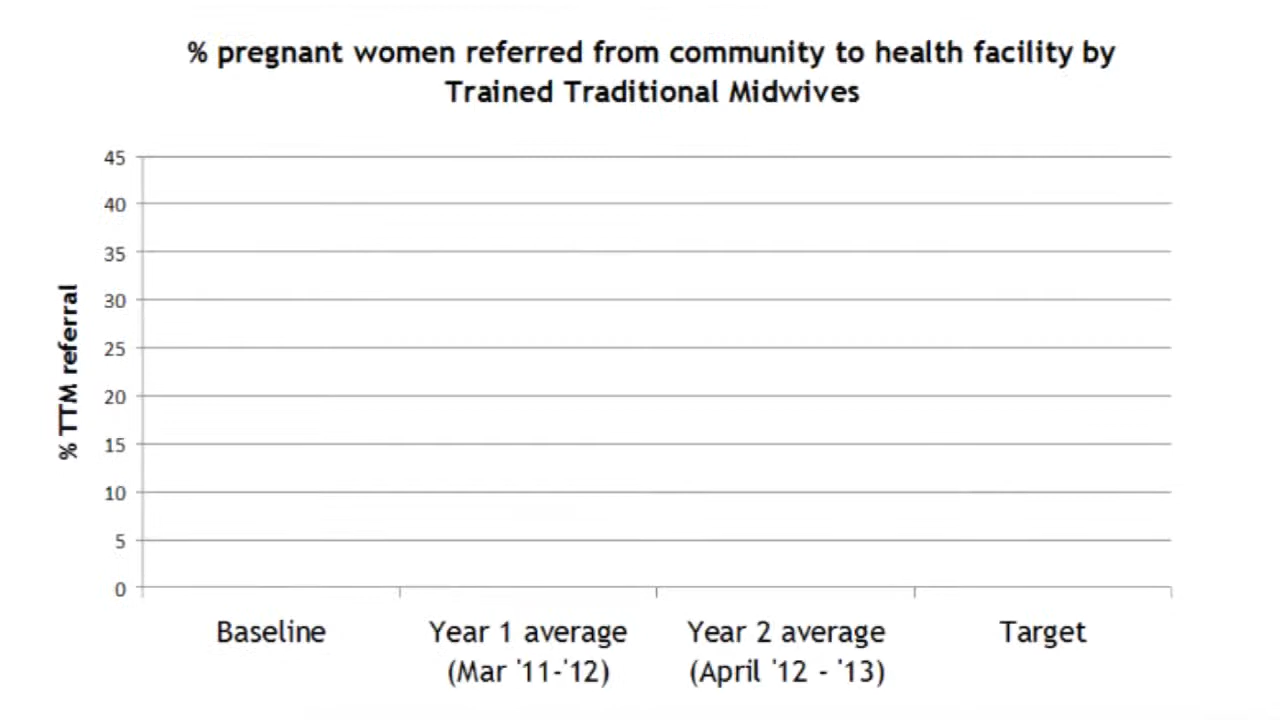 % pregnant women referred from community to health facility by
Trained Traditional Midwives
45
40
35
30
25
20
15
10
5
0
% TTM referral
Baseline
Year 1 average
(Mar '11-'12)
Year 2 average
(April '12 - '13)
Target